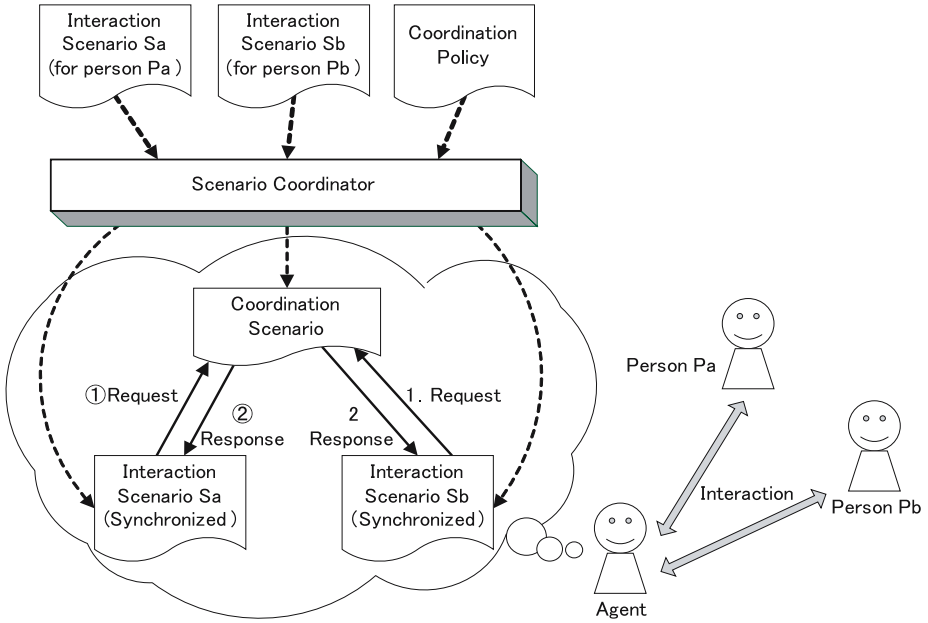 Interaction
Scenario Sa
(for person Pa)
Interaction
Scenario Sb
(for person Pb)
Coordination
Policy
Scenario Coordinator
Coordination
Scenario
①Request
②
Response
2
Response
1. Request
Interaction
Scenario Sa
(Synchronized)
Interaction
Scenario Sb
(Synchronized)
Person Pa
Interaction
Person Pb
Agent